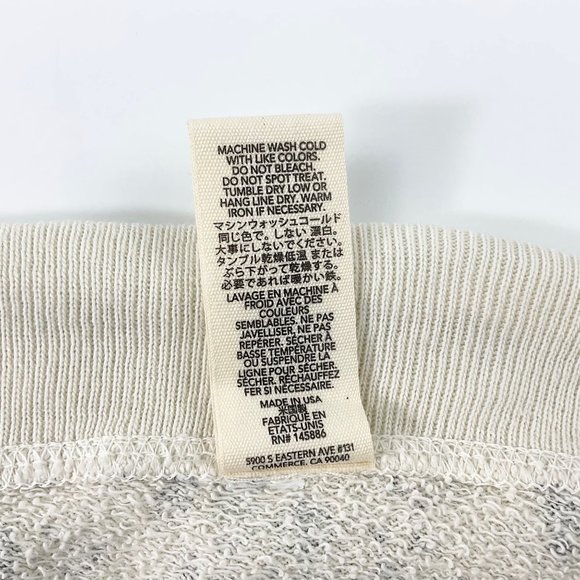 MACHINE WASH COLD
WITH LIKE COLORS.
DO NOT BLEACH.
DO NOT SPOT TREAT.
TUMBLE DRY LOW OR
HANG LINE DRY. WARM
IRON IF NECESSARY.
マシンウォッシュコールド
同じ色で。しない 漂白。
大事にしないでください。
タンブル乾燥低温 または
ぶら下がって乾燥する。
必要であれば暖かい鉄。
LAVAGE EN MACHINE À
FROID AVEC DES
COULEURS
SEMBLABLES. NE PAS
JAVELLISER. NE PAS
REPÉRER. SÉCHER À
BASSE TEMPÉRATURE
OU SUSPENDRE LA
LIGNE POUR SÉCHER.
SÉCHER. RÉCHAUFFEZ
FER SI NÉCESSAIRE.
MADE IN USA
米国製
FABRIQUÉ EN
ETATS-UNIS
RN# 145886
5900 S EASTERN AVE #131
COMMERCE, CA 90040